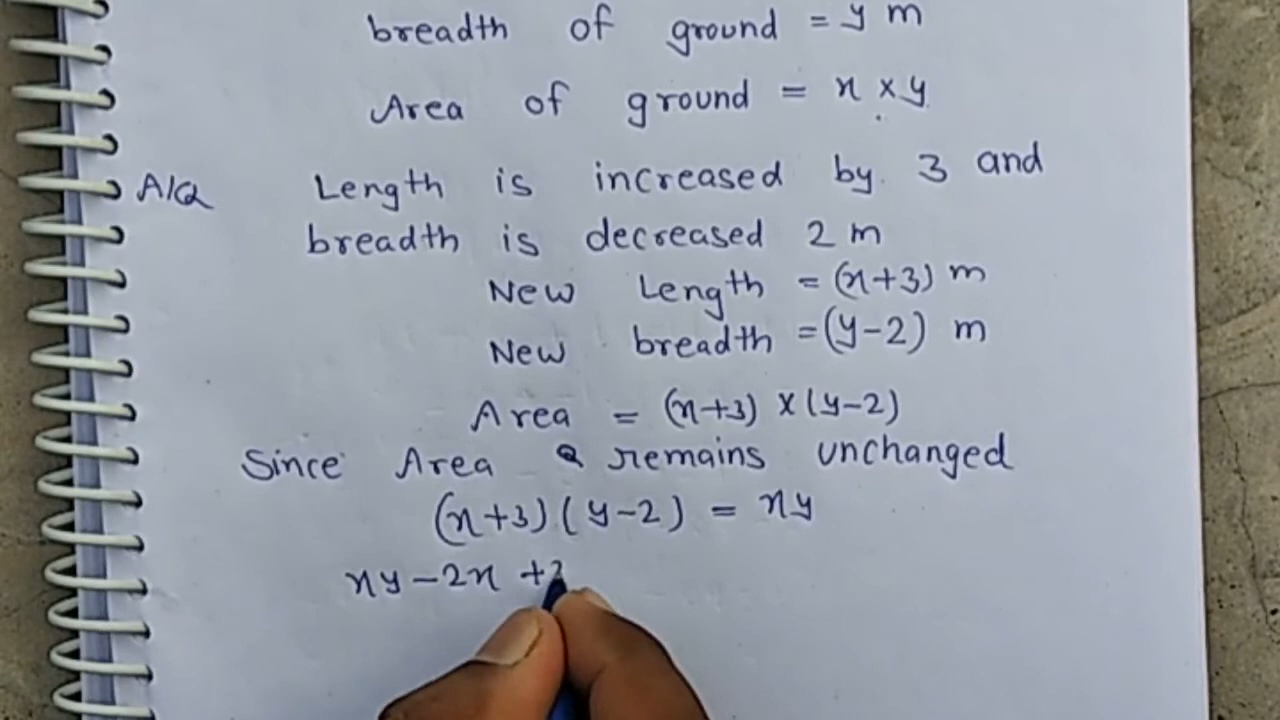 breadth of ground = y m
Area of ground = x × y
A/Q Length is increased by 3 and
breadth is decreased 2 m
New Length = (x+3) m
New breadth = (y-2) m
Area = (x+3) × (y-2)
Since Area remains unchanged
(x+3) (y-2) = xy
xy - 2x +